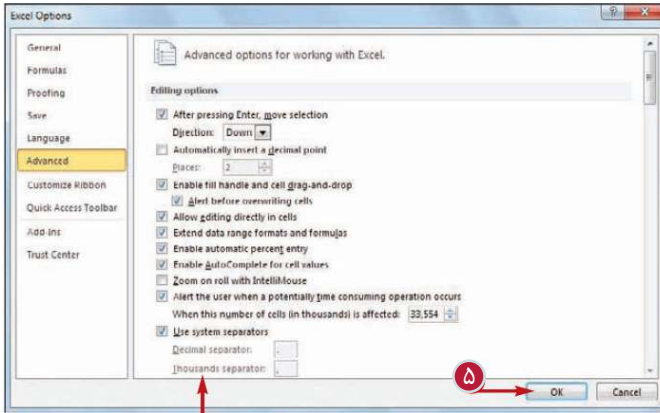 Excel Options
General
Formulas
Proofing
Save
Language
Advanced
Customize Ribbon
Quick Access Toolbar
Add-Ins
Trust Center
Advanced options for working with Excel.
Editing options
After pressing Enter, move selection
Direction: Down
Automatically insert a decimal point
Places: 2
Enable fill handle and cell drag-and-drop
Alert before overwriting cells
Allow editing directly in cells
Extend data range formats and formulas
Enable automatic percent entry
Enable AutoComplete for cell values
Zoom on roll with IntelliMouse
Alert the user when a potentially time consuming operation occurs
When this number of cells (in thousands) is affected: 33,554
Use system separators
Decimal separator: .
Thousands separator: ,
۵
OK Cancel